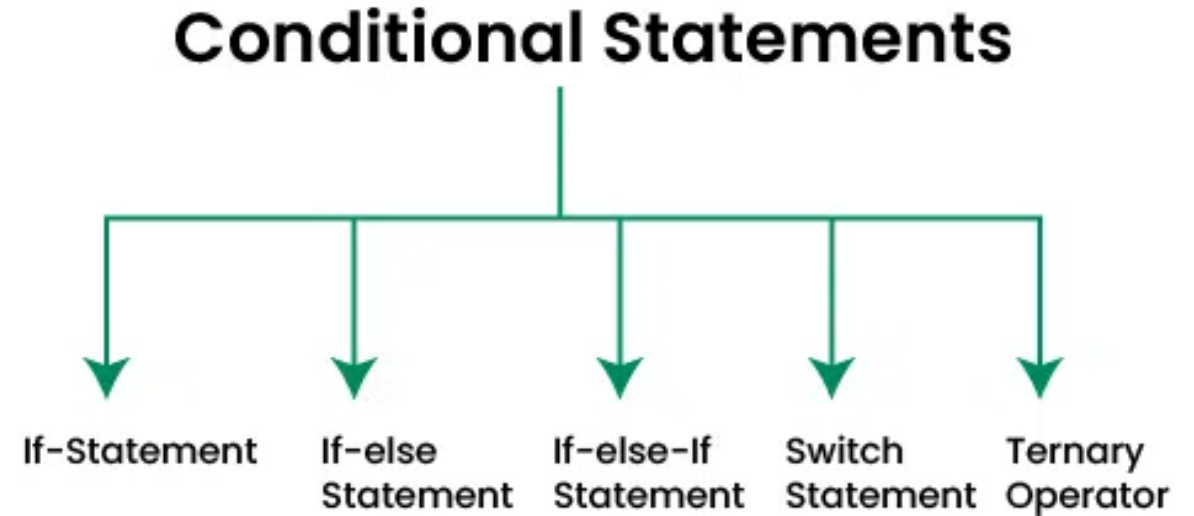 Conditional Statements
If-Statement
If-else
Statement
If-else-If
Statement
Switch
Statement
Ternary
Operator